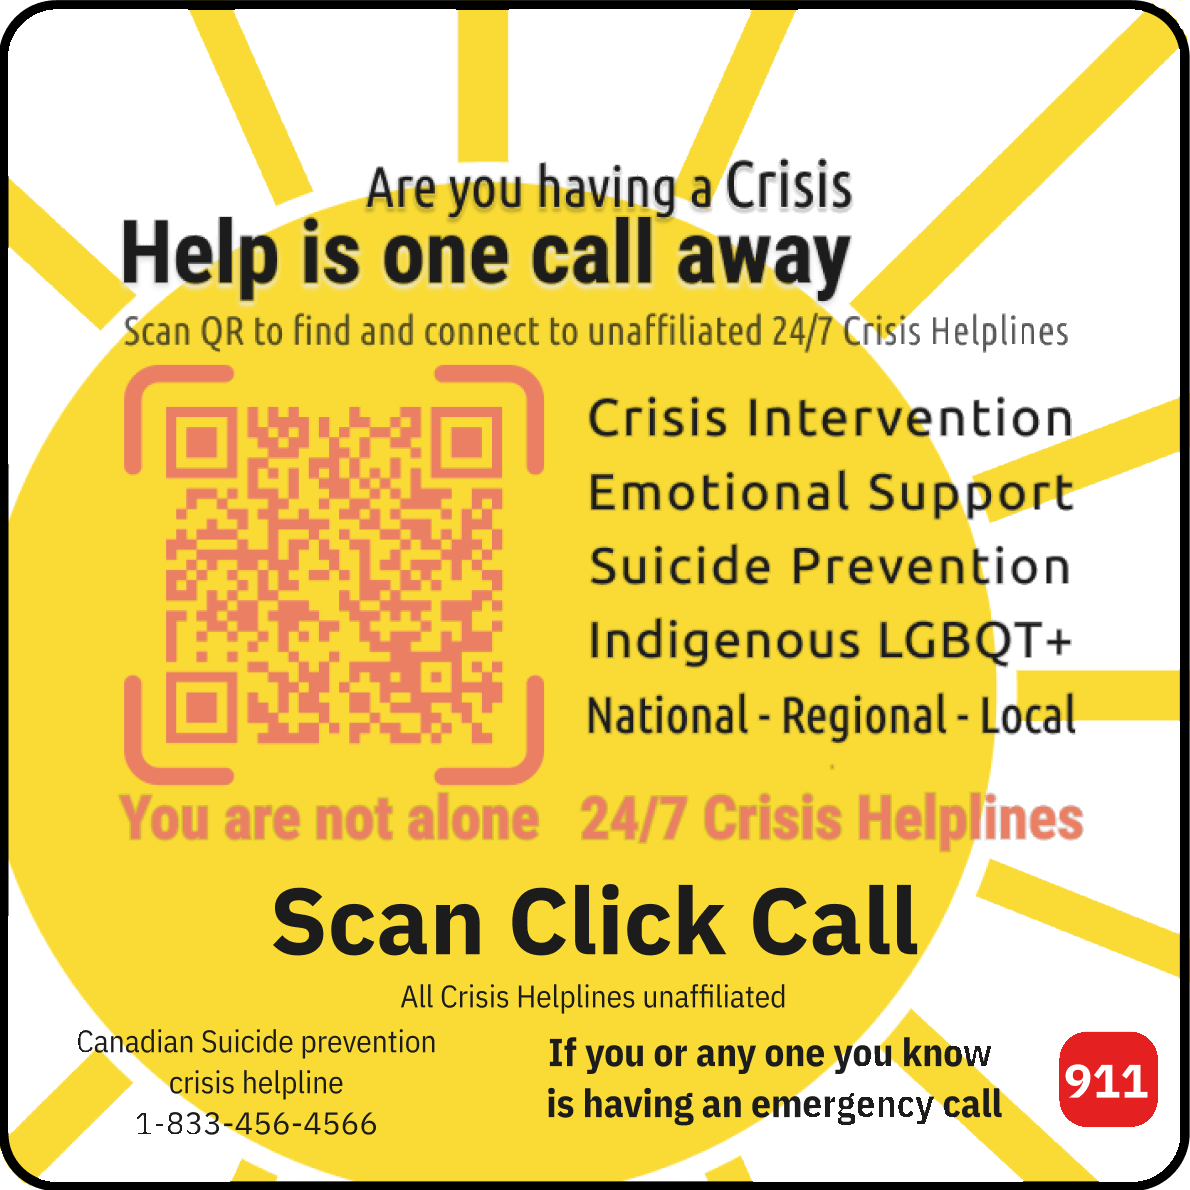 Are you having a Crisis
Help is one call away
Scan QR to find and connect to unaffiliated 24/7 Crisis Helplines
Crisis Intervention
Emotional Support
Suicide Prevention
Indigenous LGBQT+
National - Regional - Local
You are not alone 24/7 Crisis Helplines
Scan Click Call
All Crisis Helplines unaffiliated
Canadian Suicide prevention
crisis helpline
1-833-456-4566
If you or any one you know
is having an emergency call
911